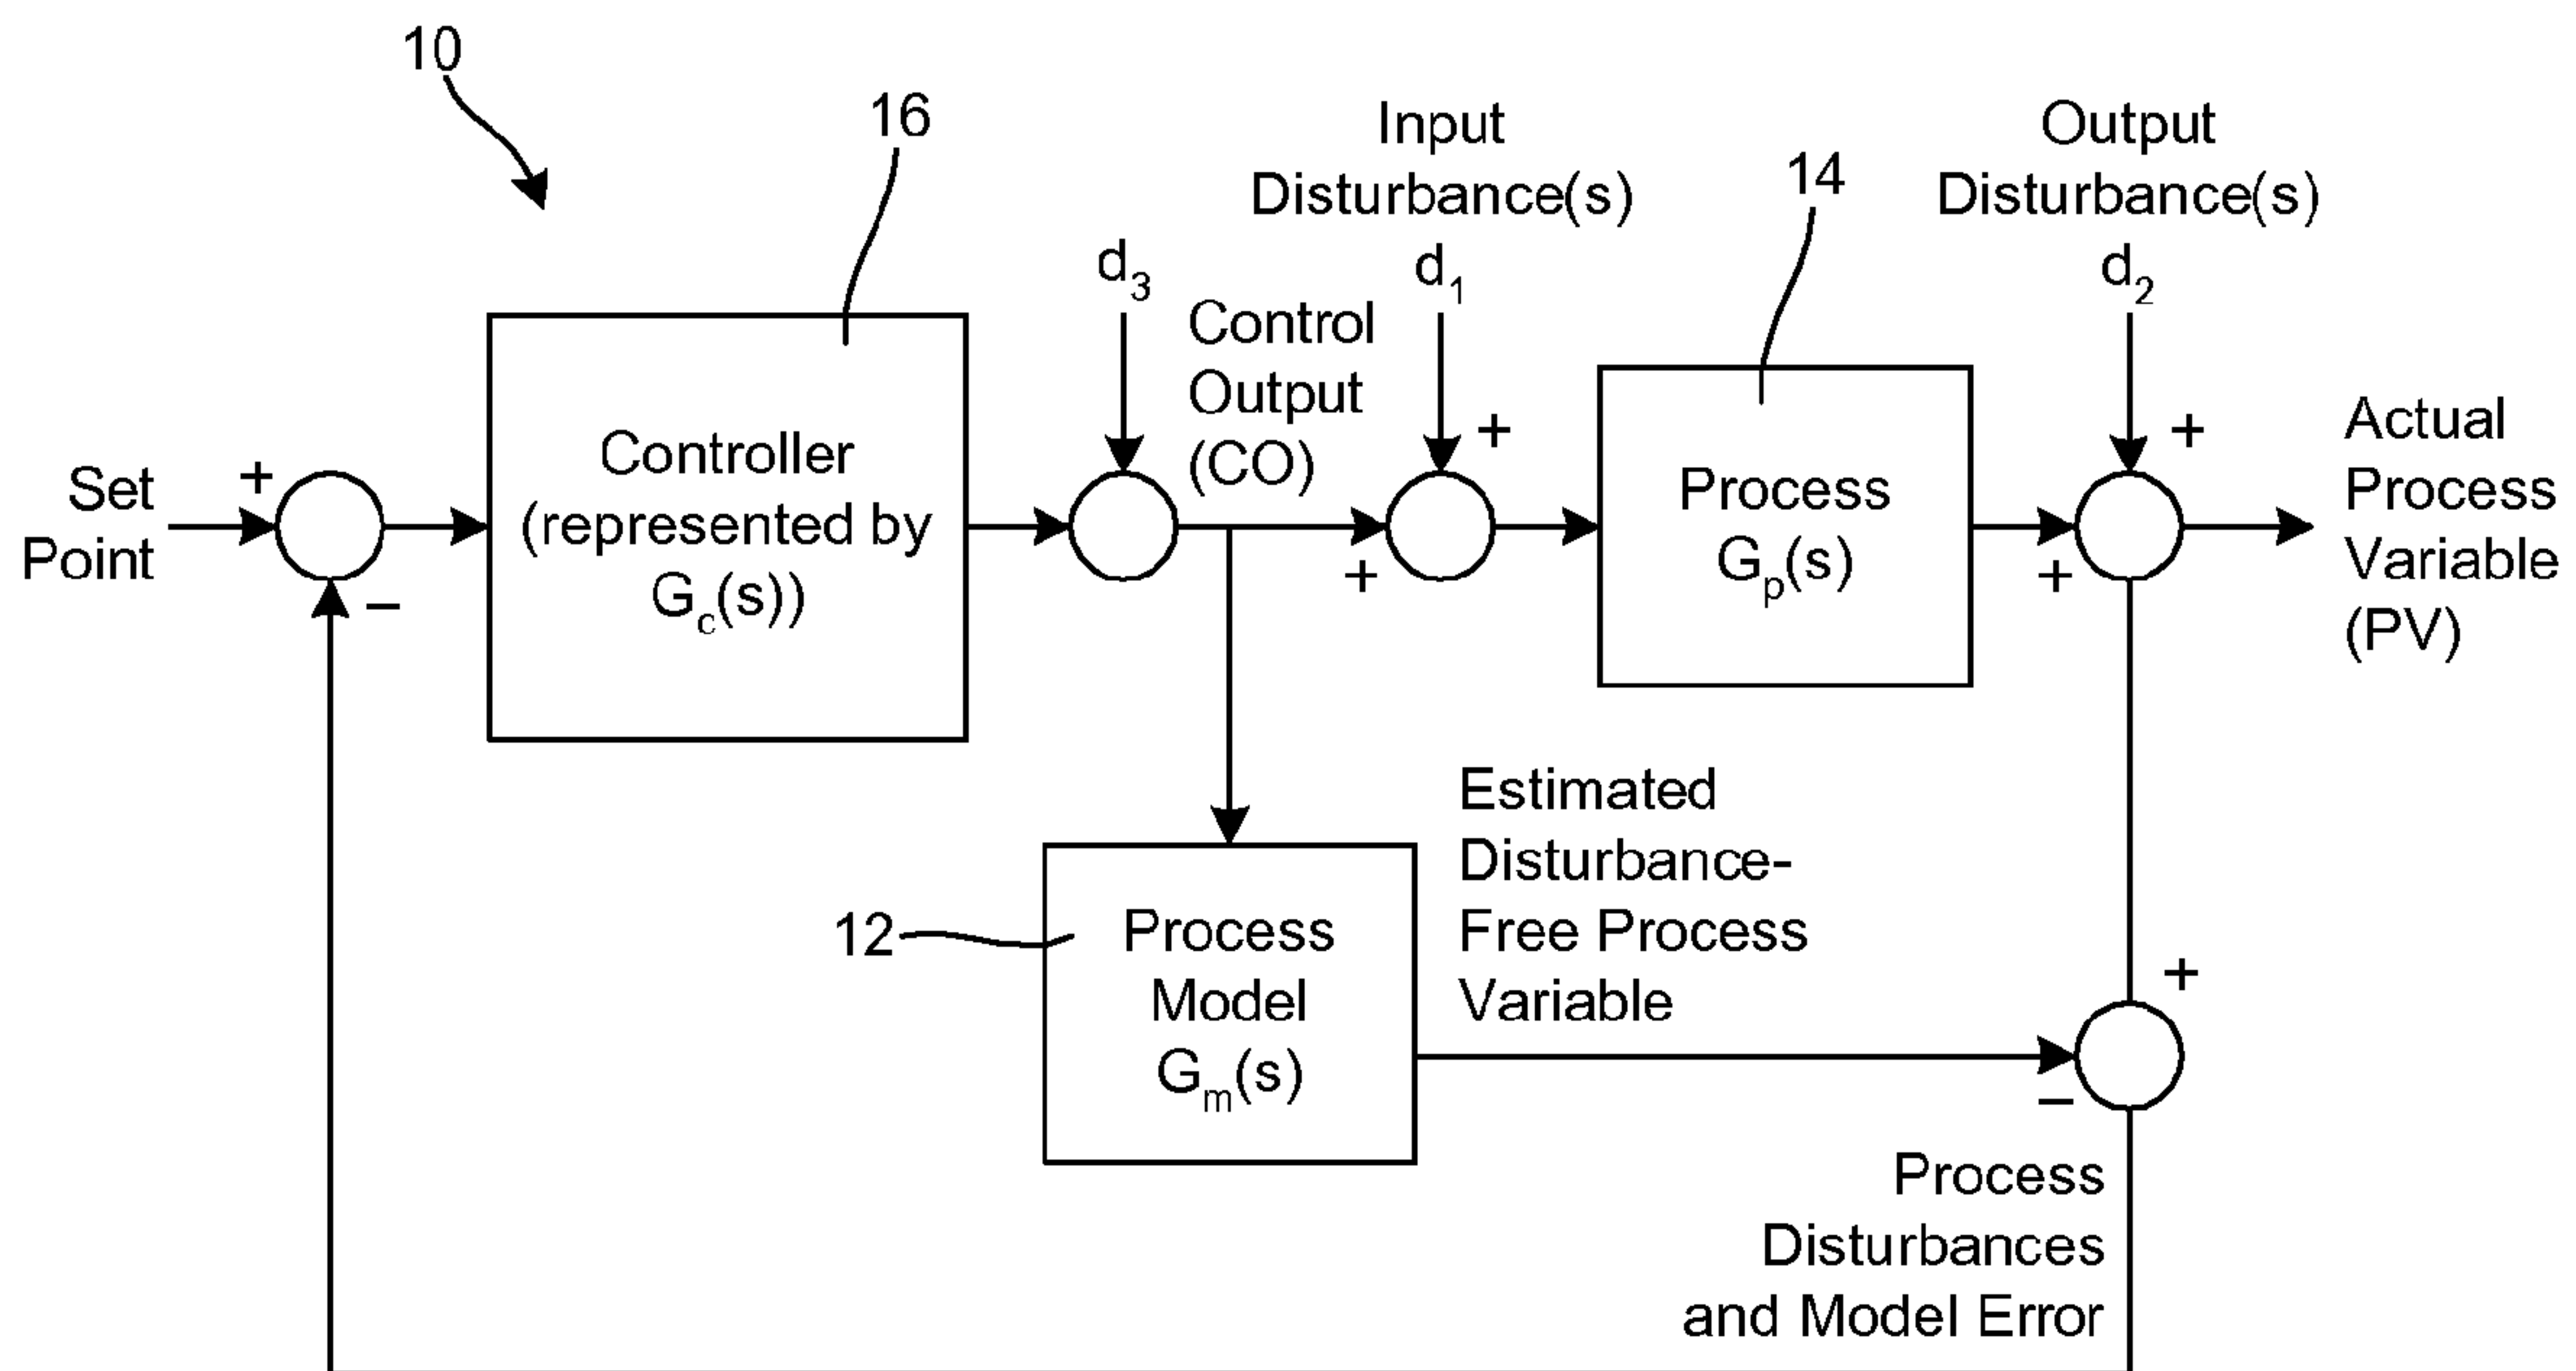 10
16
Input
Disturbance(s)
d₁
14
Output
Disturbance(s)
d₂
d₃
Control
Output
(CO)
Set
Point
+
−
Controller
(represented by
G꜀(s))
+
+
Process
Gₚ(s)
+
+
Actual
Process
Variable
(PV)
12
Process
Model
Gₘ(s)
Estimated
Disturbance-
Free Process
Variable
+
−
Process
Disturbances
and Model Error